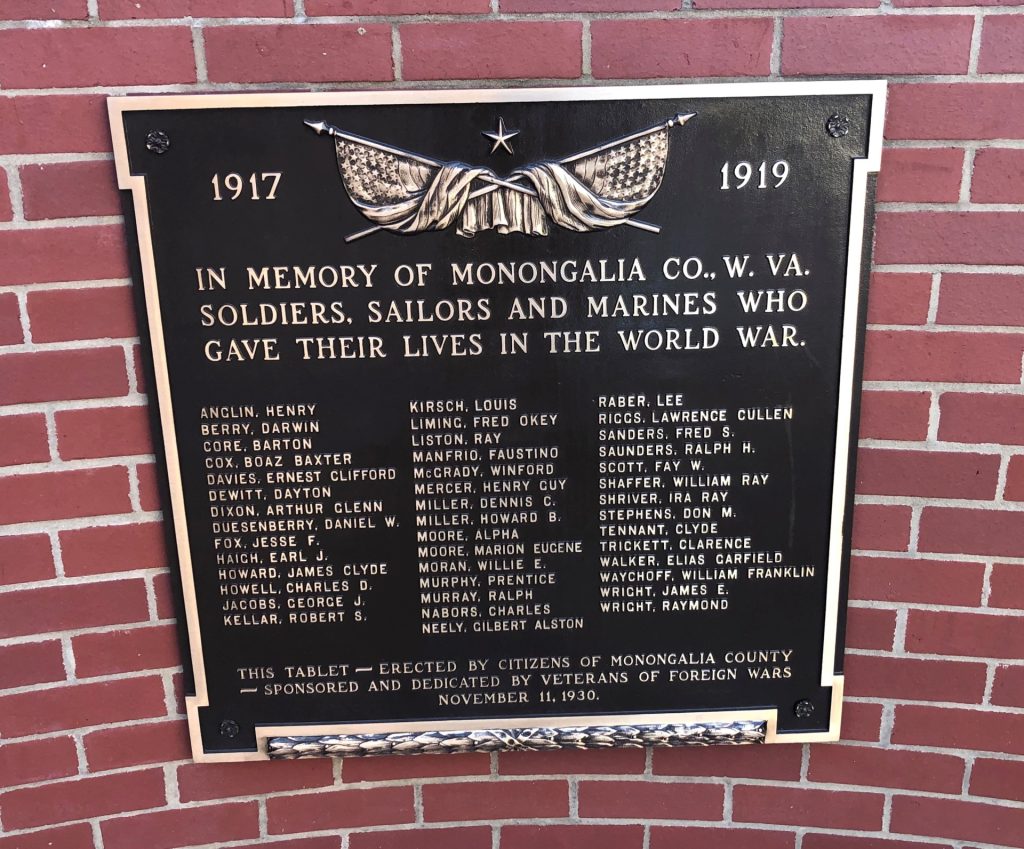 1917 1919
IN MEMORY OF MONONGALIA CO., W. VA.
SOLDIERS, SAILORS AND MARINES WHO
GAVE THEIR LIVES IN THE WORLD WAR.
ANGLIN, HENRY
BERRY, DARWIN
CORE, BARTON
COX, BOAZ BAXTER
DAVIES, ERNEST CLIFFORD
DEWITT, DAYTON
DIXON, ARTHUR GLENN
DUESENBERRY, DANIEL W.
FOX, JESSE F.
HAIGH, EARL J.
HOWARD, JAMES CLYDE
HOWELL, CHARLES D.
JACOBS, GEORGE J.
KELLAR, ROBERT S.
KIRSCH, LOUIS
LIMING, FRED OKEY
LISTON, RAY
MANFRIO, FAUSTINO
McGRADY, WINFORD
MERCER, HENRY GUY
MILLER, DENNIS C.
MILLER, HOWARD B.
MOORE, ALPHA
MOORE, MARION EUGENE
MORAN, WILLIE E.
MURPHY, PRENTICE
MURRAY, RALPH
NABORS, CHARLES
NEELY, GILBERT ALSTON
RABER, LEE
RIGGS, LAWRENCE CULLEN
SANDERS, FRED S.
SAUNDERS, RALPH H.
SCOTT, FAY W.
SHAFFER, WILLIAM RAY
SHRIVER, IRA RAY
STEPHENS, DON M.
TENNANT, CLYDE
TRICKETT, CLARENCE
WALKER, ELIAS GARFIELD
WAYCHOFF, WILLIAM FRANKLIN
WRIGHT, JAMES E.
WRIGHT, RAYMOND
THIS TABLET — ERECTED BY CITIZENS OF MONONGALIA COUNTY
— SPONSORED AND DEDICATED BY VETERANS OF FOREIGN WARS
NOVEMBER 11, 1930.